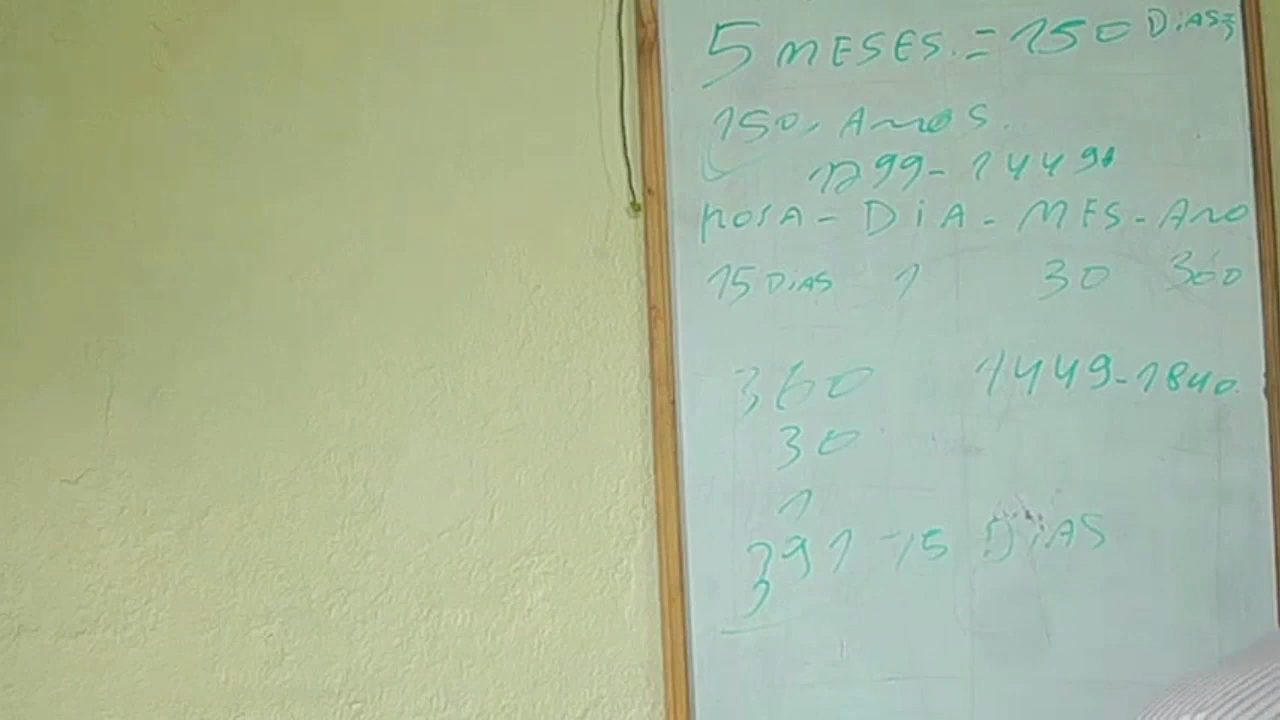 5 MESES. = 150 DiAS
150, Anos.
1299-1449
HORA - DiA - MES - Ano
15 DiAS 1 30 360
360 1449-1840.
30
1
391 15 DiAS